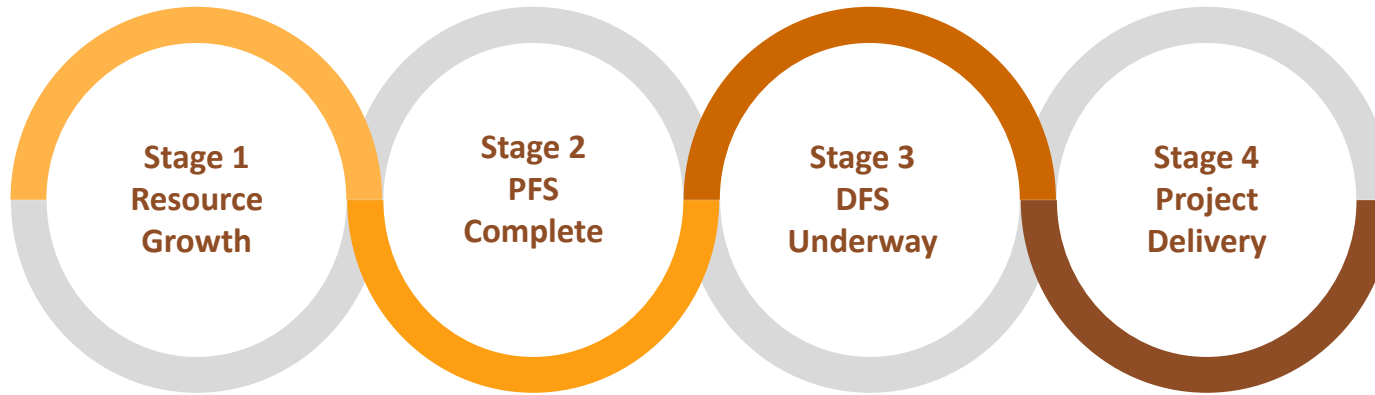 Stage 1
Resource
Growth
Stage 2
PFS
Complete
Stage 3
DFS
Underway
Stage 4
Project
Delivery